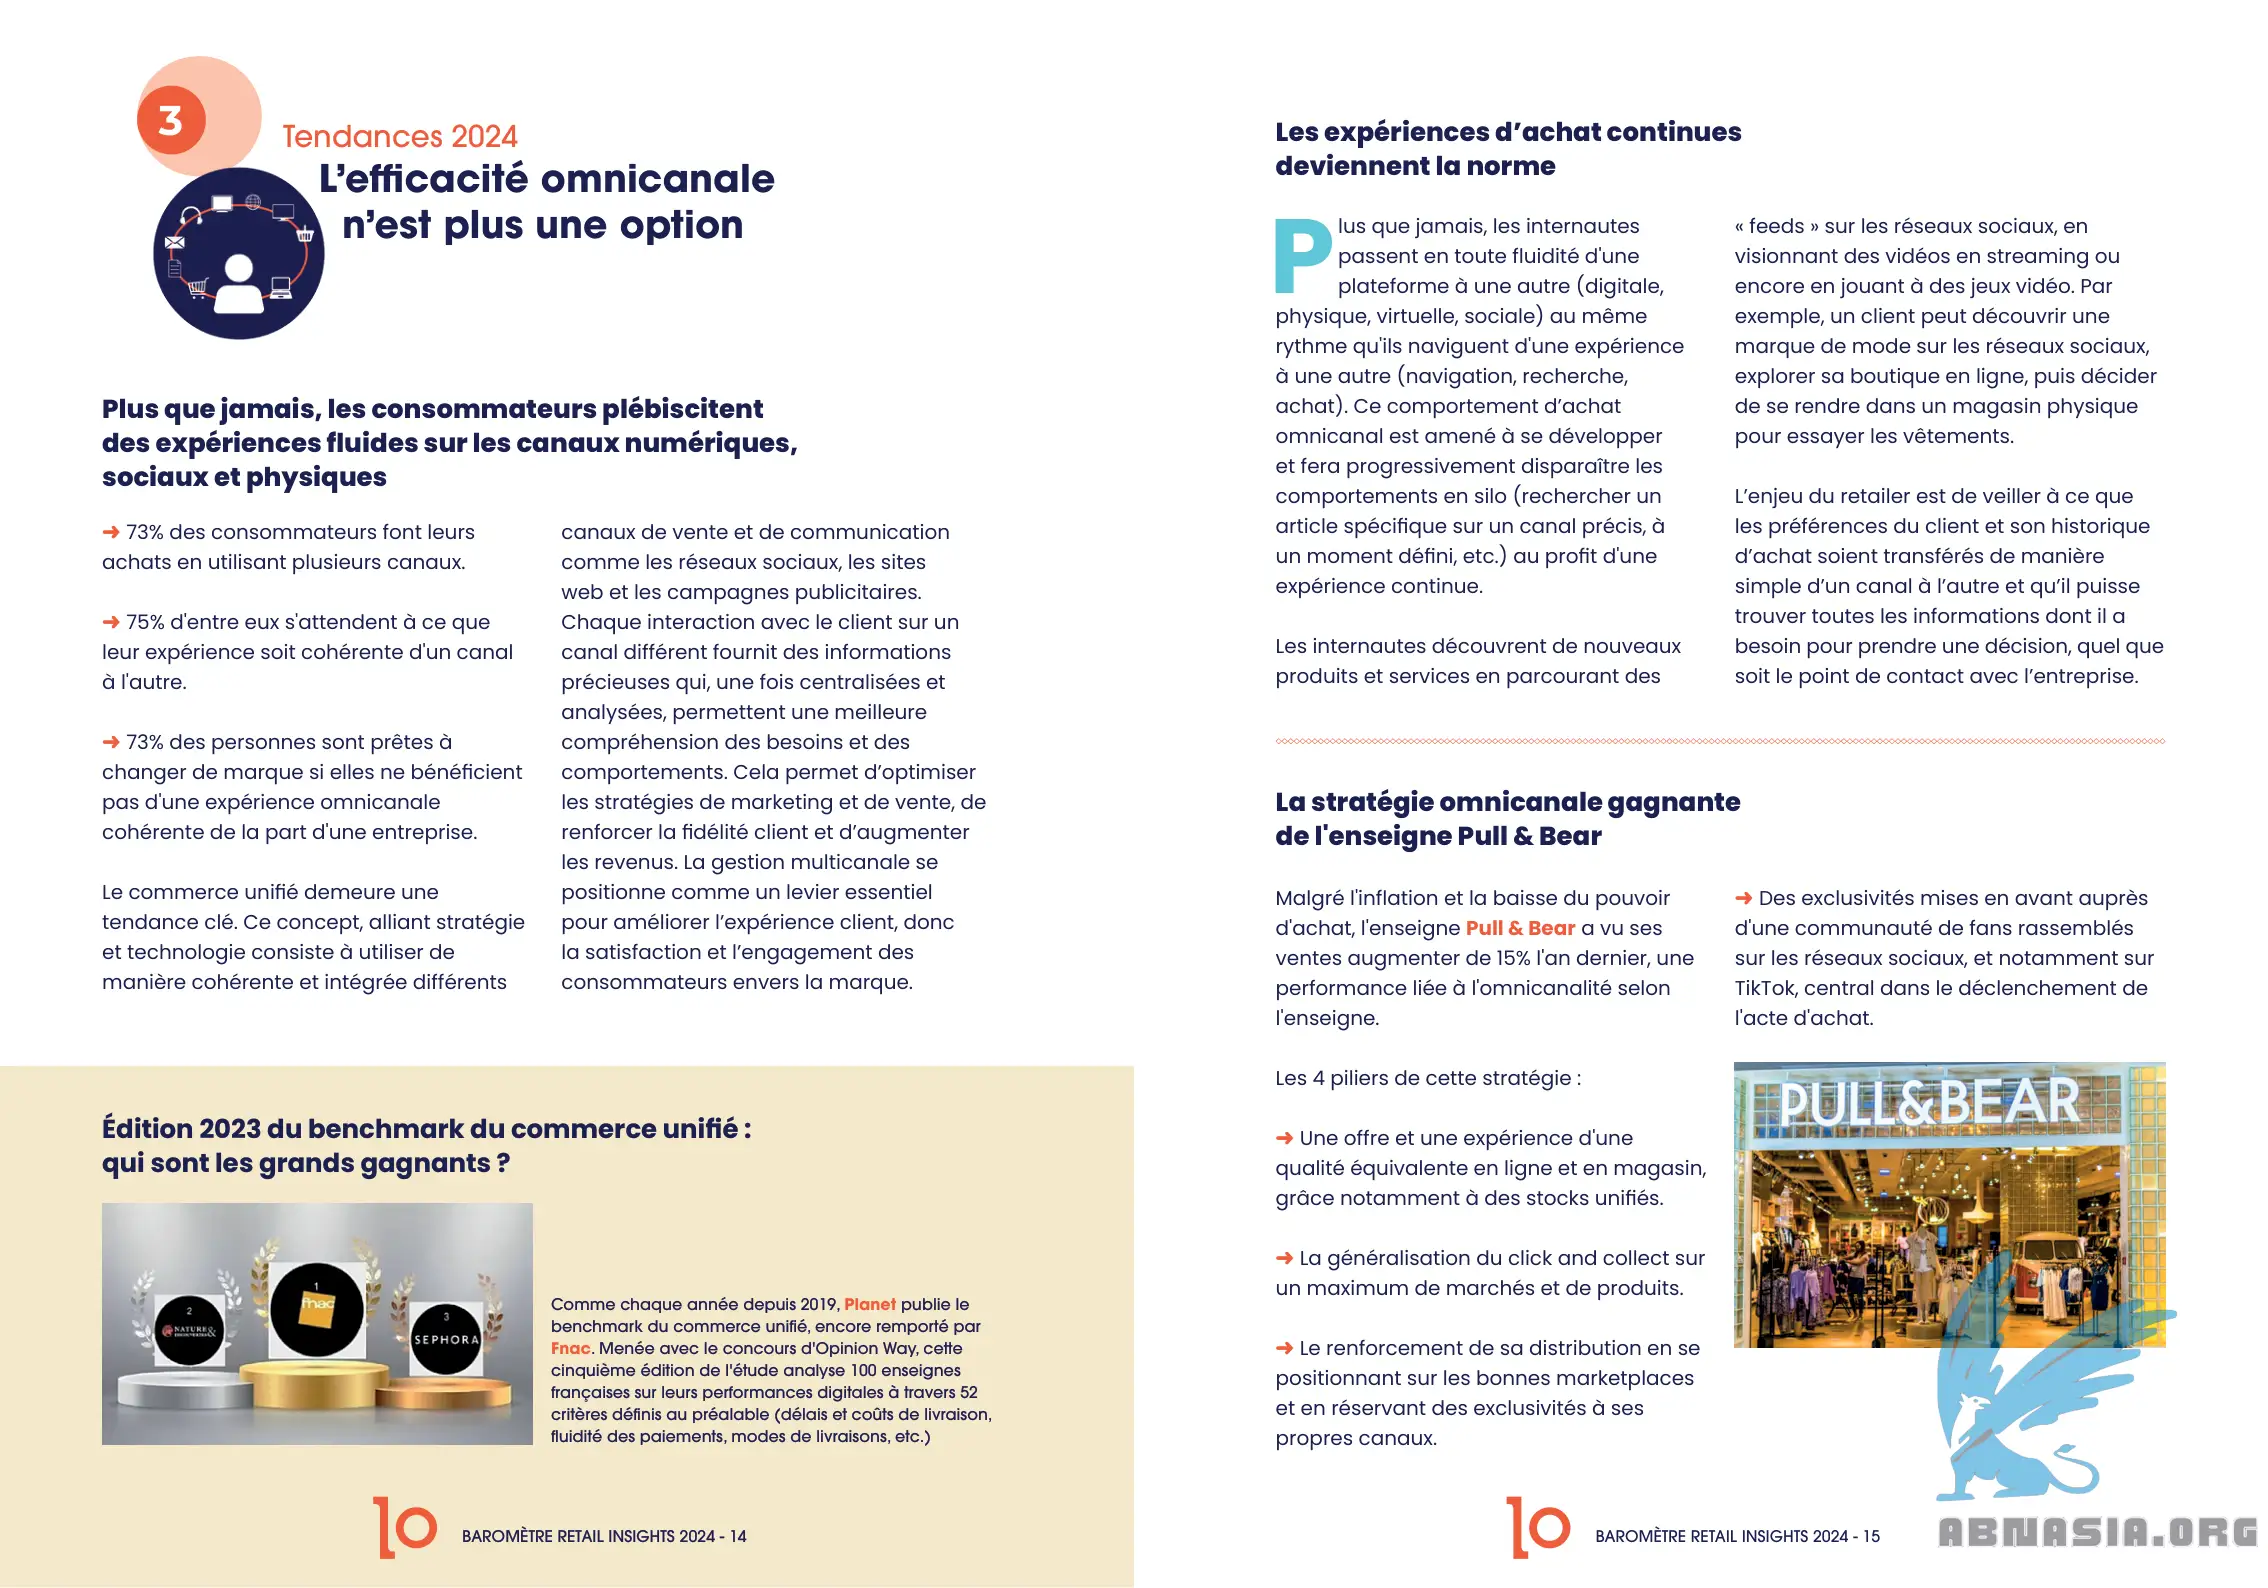 3
Tendances 2024
L’efficacité omnicanale
n’est plus une option
Plus que jamais, les consommateurs plébiscitent
des expériences fluides sur les canaux numériques,
sociaux et physiques
➜ 73% des consommateurs font leurs
achats en utilisant plusieurs canaux.
➜ 75% d'entre eux s'attendent à ce que
leur expérience soit cohérente d'un canal
à l'autre.
➜ 73% des personnes sont prêtes à
changer de marque si elles ne bénéficient
pas d'une expérience omnicanale
cohérente de la part d'une entreprise.
Le commerce unifié demeure une
tendance clé. Ce concept, alliant stratégie
et technologie consiste à utiliser de
manière cohérente et intégrée différents
canaux de vente et de communication
comme les réseaux sociaux, les sites
web et les campagnes publicitaires.
Chaque interaction avec le client sur un
canal différent fournit des informations
précieuses qui, une fois centralisées et
analysées, permettent une meilleure
compréhension des besoins et des
comportements. Cela permet d’optimiser
les stratégies de marketing et de vente, de
renforcer la fidélité client et d’augmenter
les revenus. La gestion multicanale se
positionne comme un levier essentiel
pour améliorer l’expérience client, donc
la satisfaction et l’engagement des
consommateurs envers la marque.
Édition 2023 du benchmark du commerce unifié :
qui sont les grands gagnants ?
2
NATURE &
DECOUVERTES
1
fnac
3
SEPHORA
Comme chaque année depuis 2019, Planet publie le
benchmark du commerce unifié, encore remporté par
Fnac. Menée avec le concours d'Opinion Way, cette
cinquième édition de l'étude analyse 100 enseignes
françaises sur leurs performances digitales à travers 52
critères définis au préalable (délais et coûts de livraison,
fluidité des paiements, modes de livraisons, etc.)
10
BAROMÈTRE RETAIL INSIGHTS 2024 - 14
Les expériences d’achat continues
deviennent la norme
Plus que jamais, les internautes
passent en toute fluidité d'une
plateforme à une autre (digitale,
physique, virtuelle, sociale) au même
rythme qu'ils naviguent d'une expérience
à une autre (navigation, recherche,
achat). Ce comportement d’achat
omnicanal est amené à se développer
et fera progressivement disparaître les
comportements en silo (rechercher un
article spécifique sur un canal précis, à
un moment défini, etc.) au profit d'une
expérience continue.
Les internautes découvrent de nouveaux
produits et services en parcourant des
« feeds » sur les réseaux sociaux, en
visionnant des vidéos en streaming ou
encore en jouant à des jeux vidéo. Par
exemple, un client peut découvrir une
marque de mode sur les réseaux sociaux,
explorer sa boutique en ligne, puis décider
de se rendre dans un magasin physique
pour essayer les vêtements.
L’enjeu du retailer est de veiller à ce que
les préférences du client et son historique
d’achat soient transférés de manière
simple d’un canal à l’autre et qu’il puisse
trouver toutes les informations dont il a
besoin pour prendre une décision, quel que
soit le point de contact avec l’entreprise.
La stratégie omnicanale gagnante
de l'enseigne Pull & Bear
Malgré l'inflation et la baisse du pouvoir
d'achat, l'enseigne Pull & Bear a vu ses
ventes augmenter de 15% l'an dernier, une
performance liée à l'omnicanalité selon
l'enseigne.
Les 4 piliers de cette stratégie :
➜ Une offre et une expérience d'une
qualité équivalente en ligne et en magasin,
grâce notamment à des stocks unifiés.
➜ La généralisation du click and collect sur
un maximum de marchés et de produits.
➜ Le renforcement de sa distribution en se
positionnant sur les bonnes marketplaces
et en réservant des exclusivités à ses
propres canaux.
➜ Des exclusivités mises en avant auprès
d'une communauté de fans rassemblés
sur les réseaux sociaux, et notamment sur
TikTok, central dans le déclenchement de
l'acte d'achat.
PULL&BEAR
10
BAROMÈTRE RETAIL INSIGHTS 2024 - 15
ABNASIA.ORG